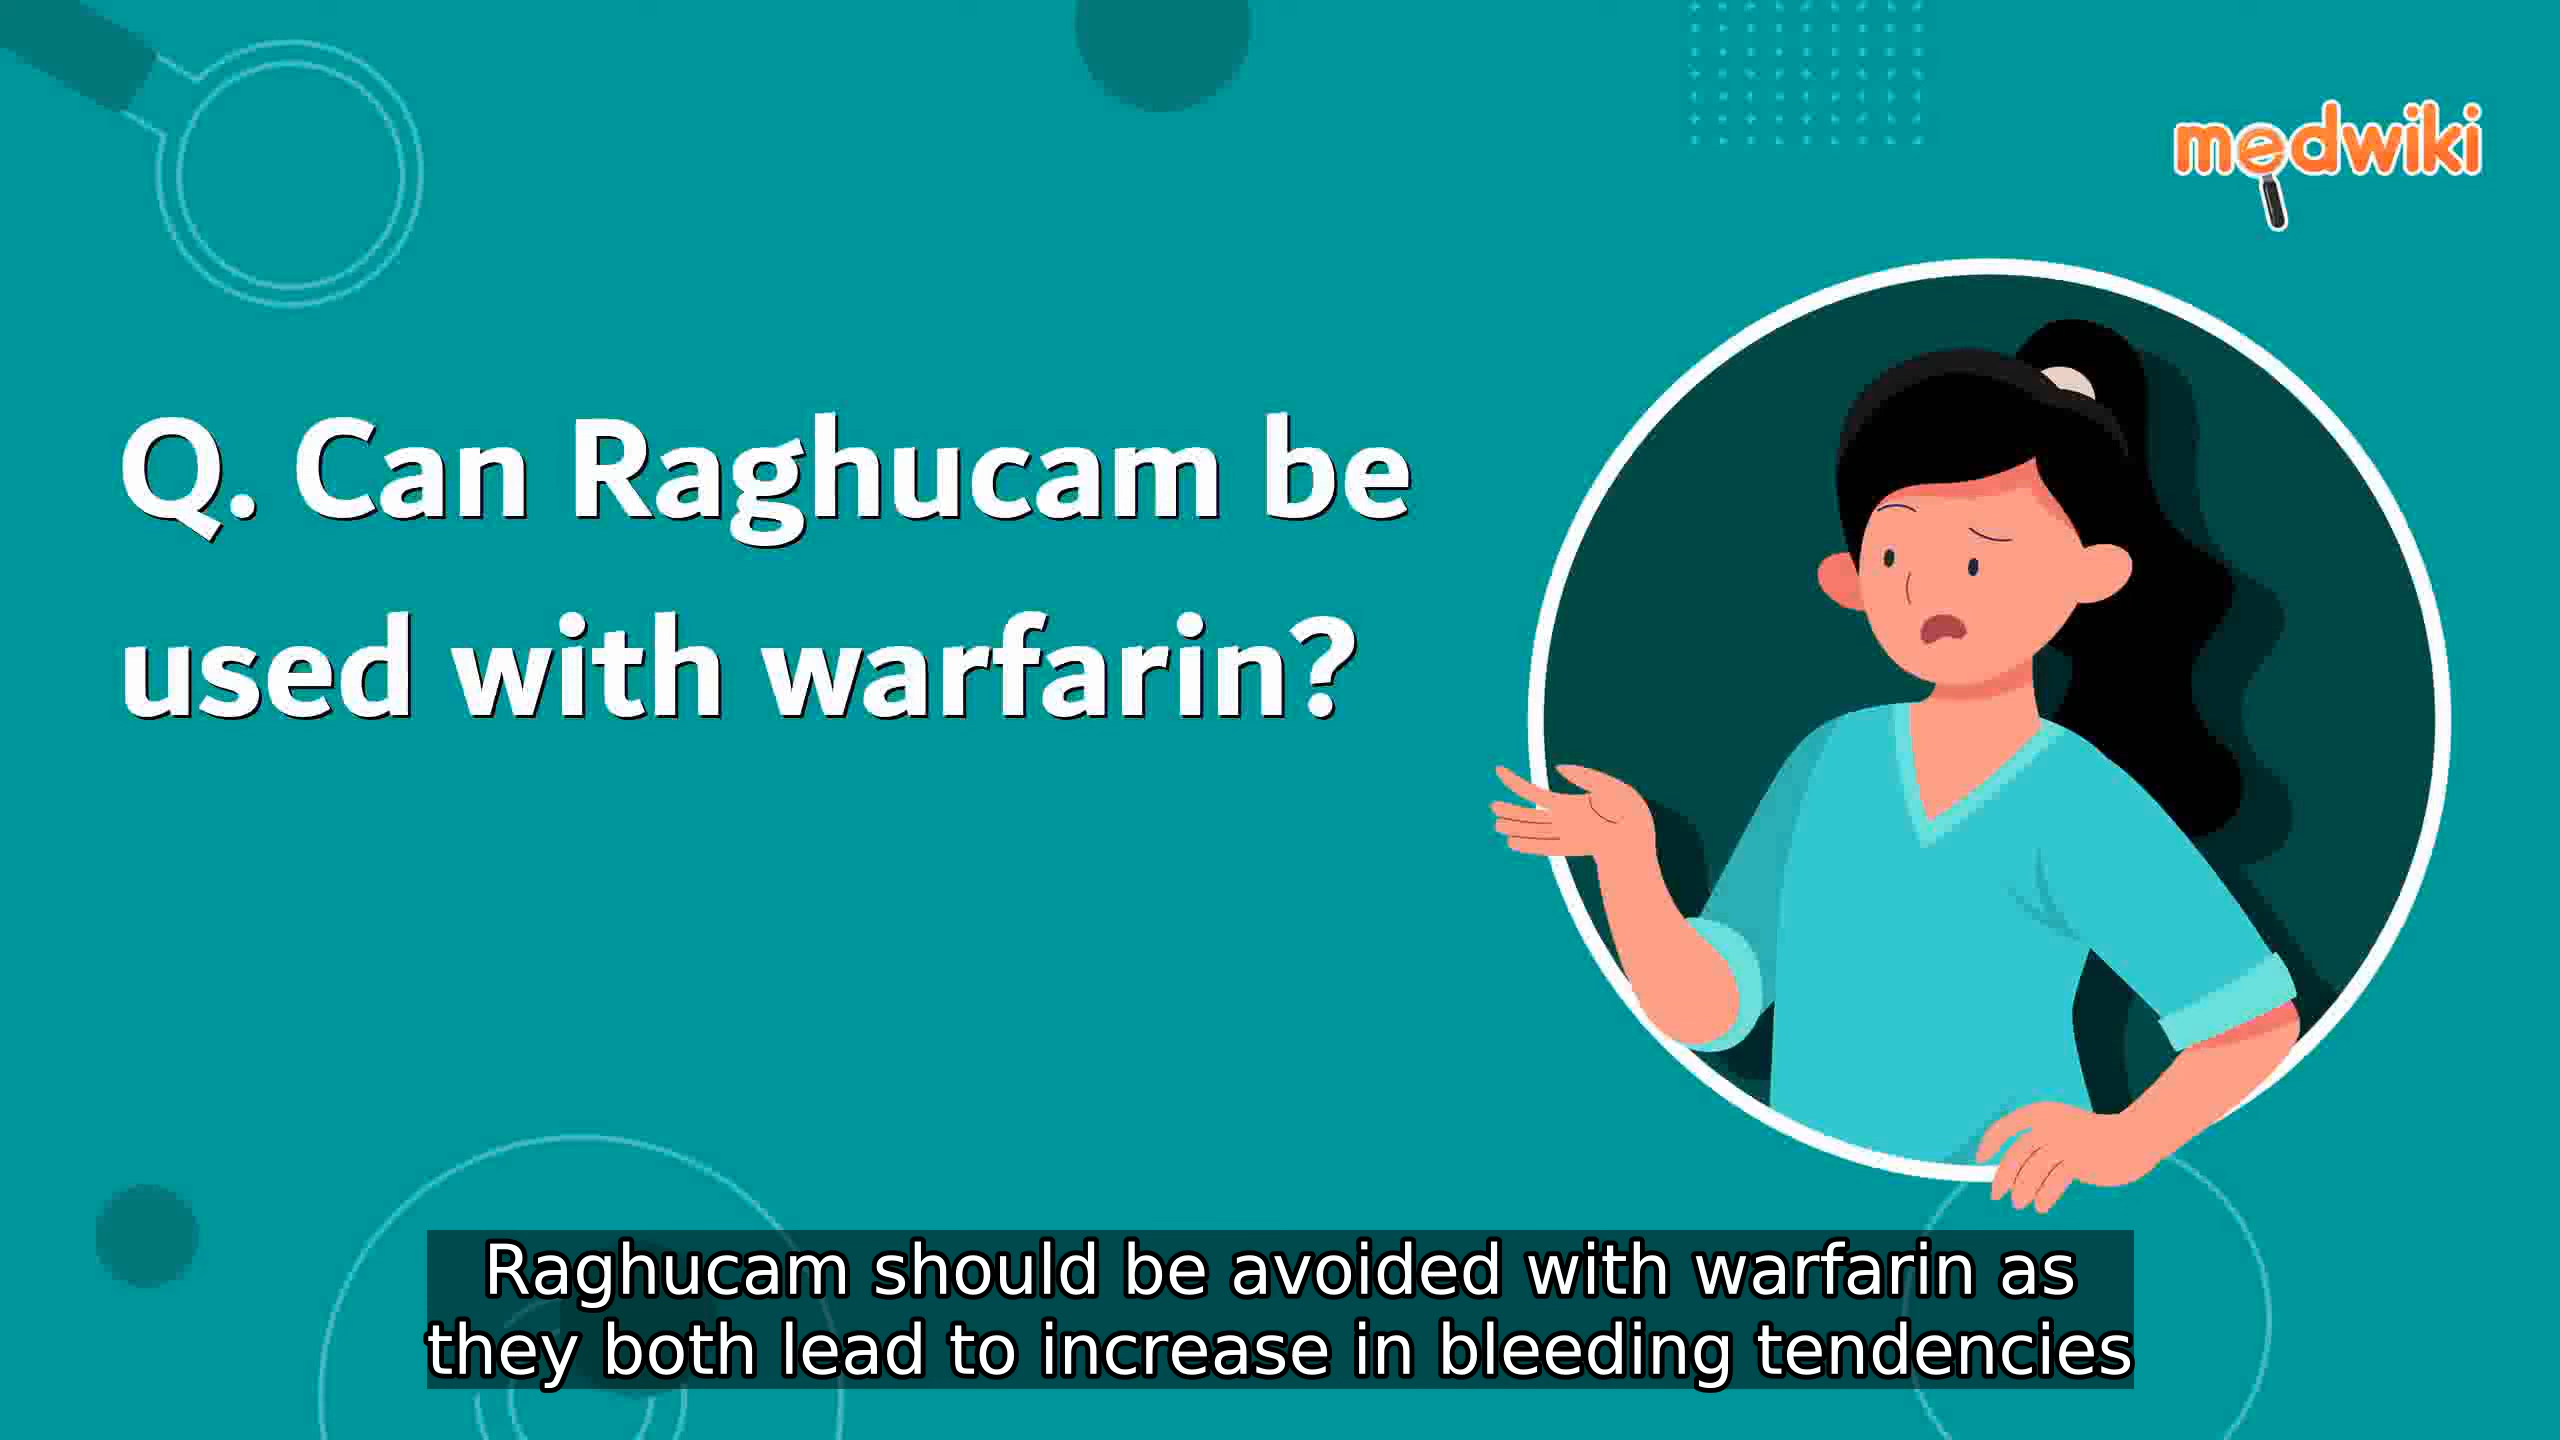 medwiki
Q. Can Raghucam be
used with warfarin?
Raghucam should be avoided with warfarin as
they both lead to increase in bleeding tendencies